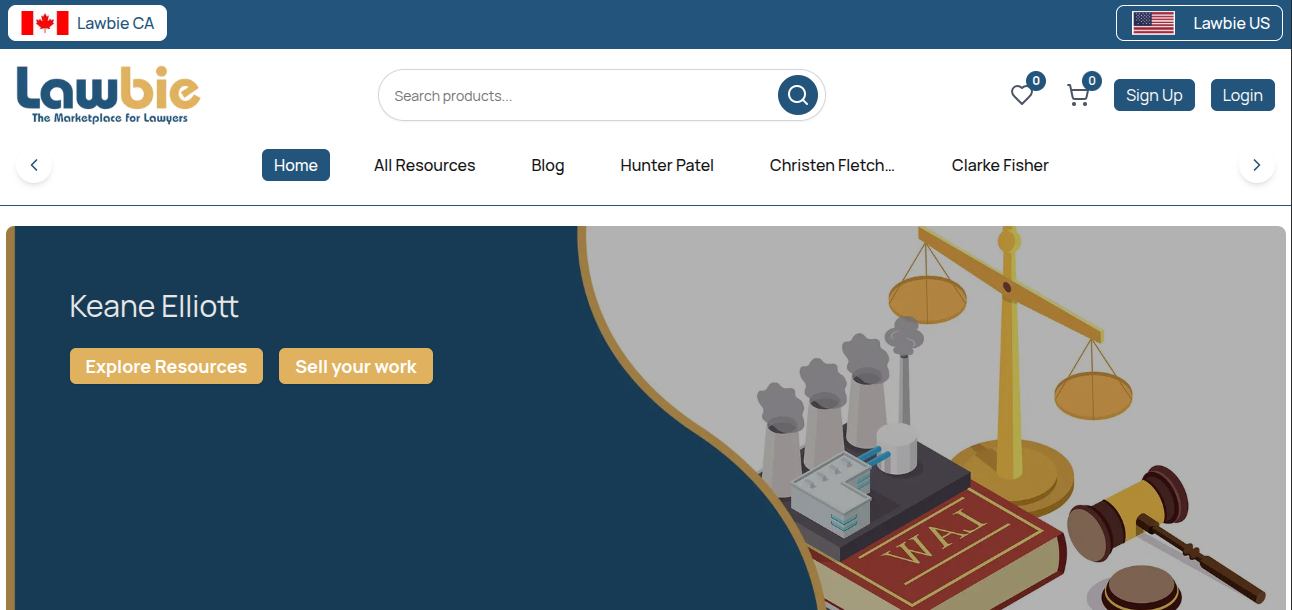 Lawbie CA
Lawbie US
Lawbie
The Marketplace for Lawyers
Search products...
0
0
Sign Up
Login
Home
All Resources
Blog
Hunter Patel
Christen Fletch...
Clarke Fisher
Keane Elliott
Explore Resources
Sell your work
LAW